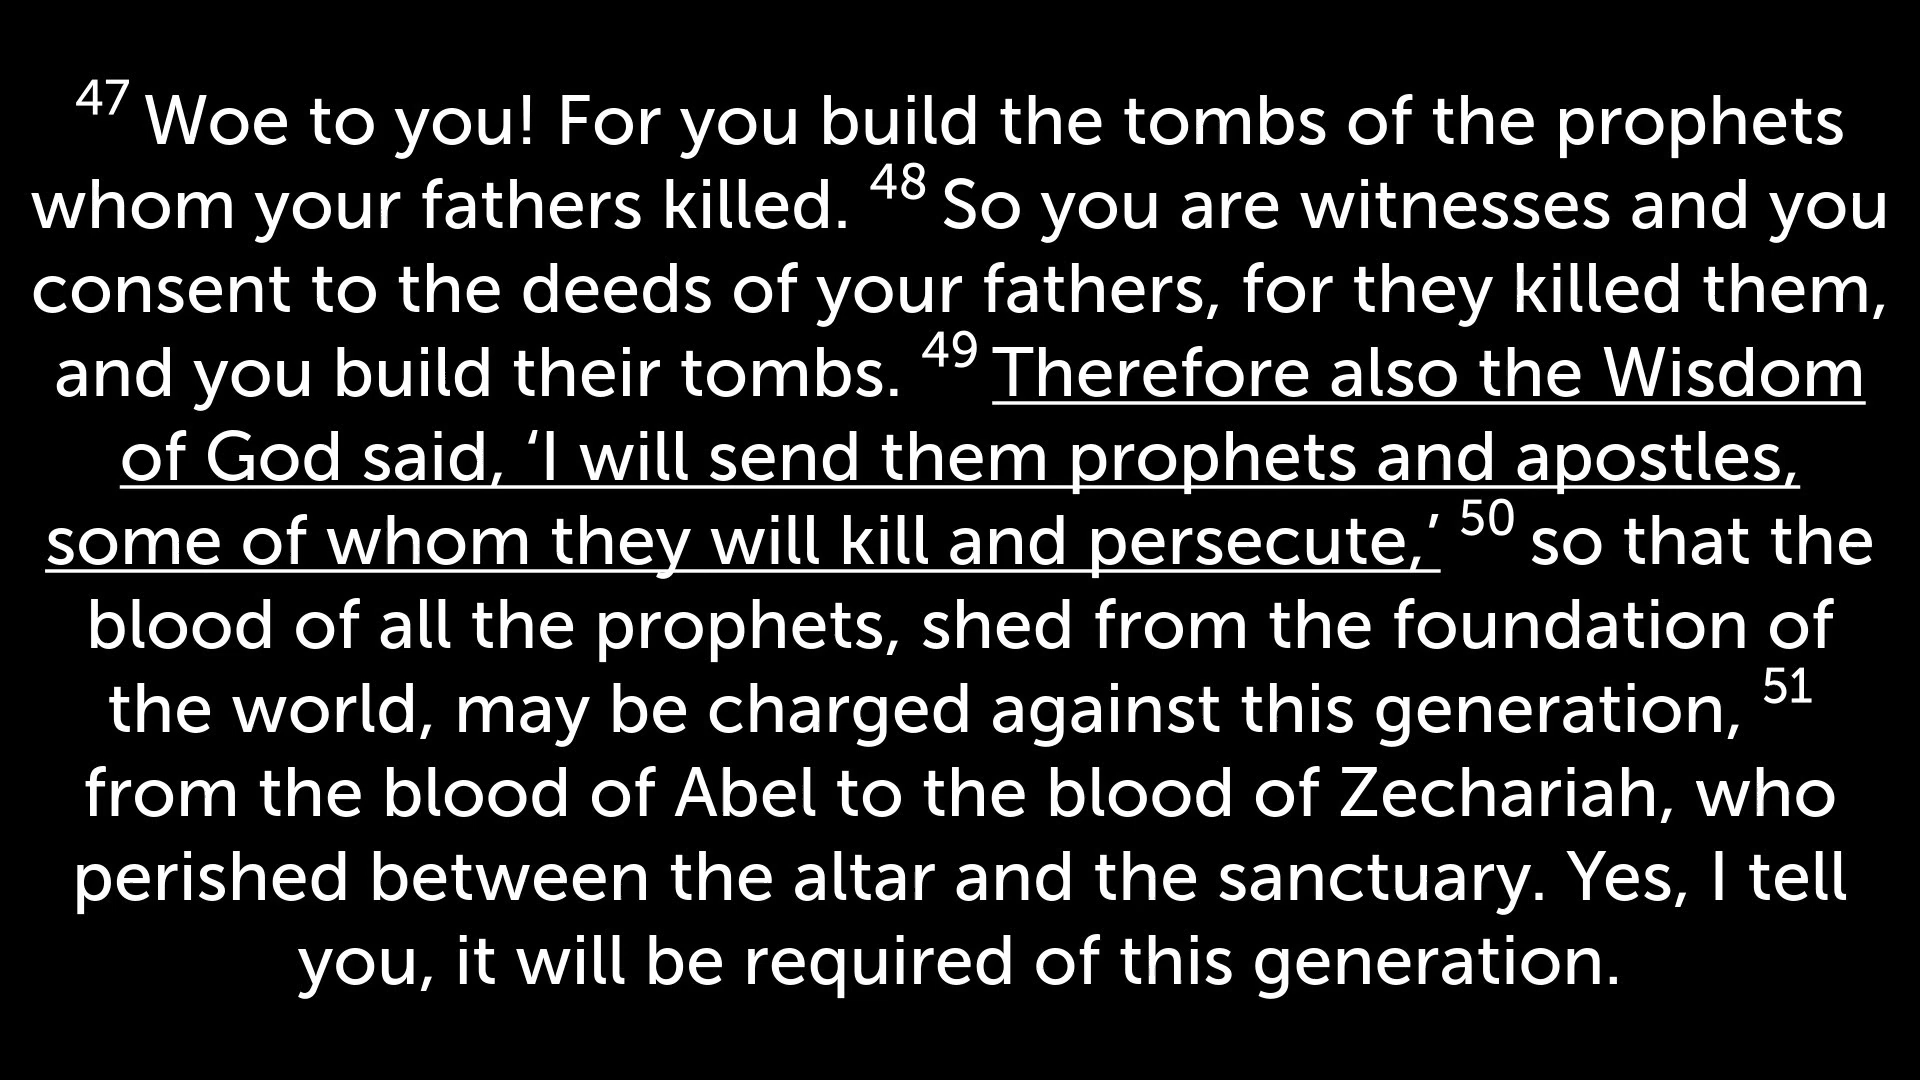 47 Woe to you! For you build the tombs of the prophets
whom your fathers killed. 48 So you are witnesses and you
consent to the deeds of your fathers, for they killed them,
and you build their tombs. 49 Therefore also the Wisdom
of God said, ‘I will send them prophets and apostles,
some of whom they will kill and persecute,’ 50 so that the
blood of all the prophets, shed from the foundation of
the world, may be charged against this generation, 51
from the blood of Abel to the blood of Zechariah, who
perished between the altar and the sanctuary. Yes, I tell
you, it will be required of this generation.